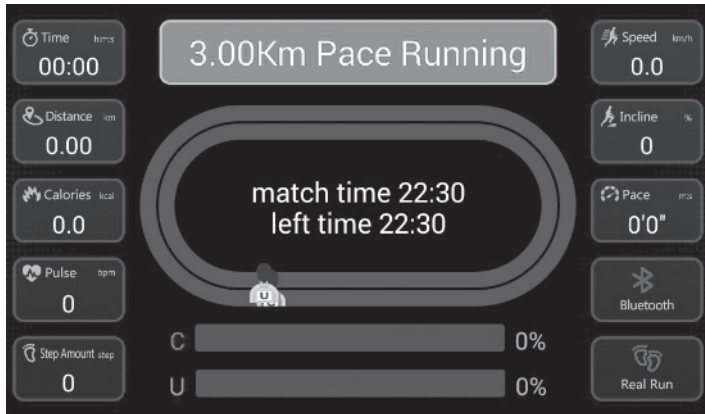 Time h:m:s
00:00
Distance km
0.00
Calories kcal
0.0
Pulse bpm
0
Step Amount step
0
3.00Km Pace Running
match time 22:30
left time 22:30
U
C 0%
U 0%
Speed km/h
0.0
Incline %
0
Pace m:s
0'0"
Bluetooth
Real Run